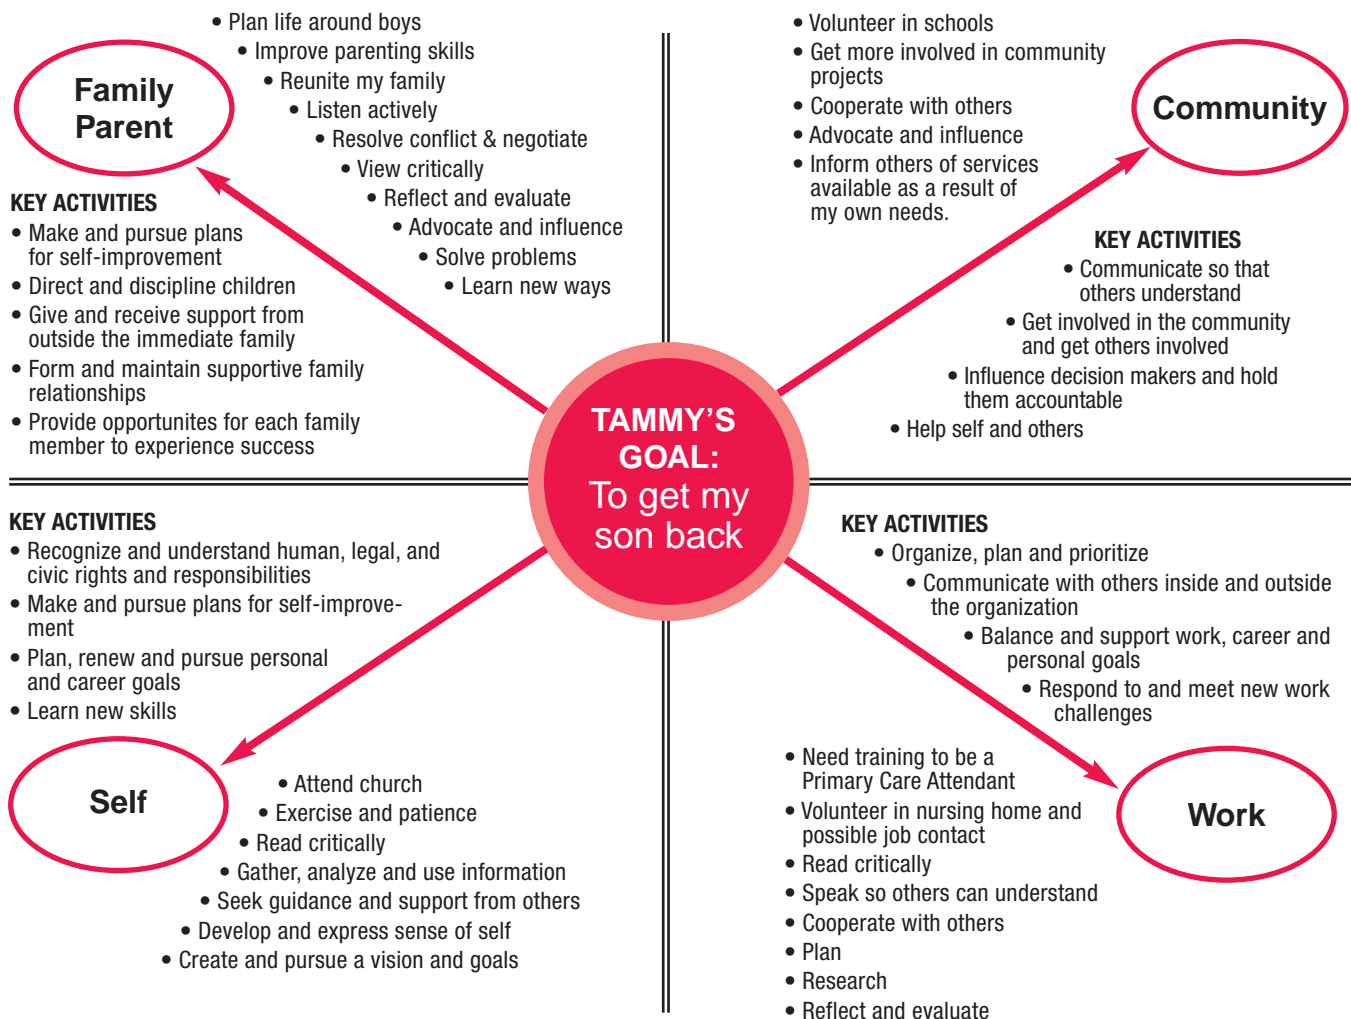 Family
Parent
• Plan life around boys
• Improve parenting skills
• Reunite my family
• Listen actively
• Resolve conflict & negotiate
• View critically
• Reflect and evaluate
• Advocate and influence
• Solve problems
• Learn new ways
KEY ACTIVITIES
• Make and pursue plans
for self-improvement
• Direct and discipline children
• Give and receive support from
outside the immediate family
• Form and maintain supportive family
relationships
• Provide opportunites for each family
member to experience success
• Volunteer in schools
• Get more involved in community
projects
• Cooperate with others
• Advocate and influence
• Inform others of services
available as a result of
my own needs.
Community
KEY ACTIVITIES
• Communicate so that
others understand
• Get involved in the community
and get others involved
• Influence decision makers and hold
them accountable
• Help self and others
TAMMY'S
GOAL:
To get my
son back
KEY ACTIVITIES
• Recognize and understand human, legal, and
civic rights and responsibilities
• Make and pursue plans for self-improve-
ment
• Plan, renew and pursue personal
and career goals
• Learn new skills
Self
• Attend church
• Exercise and patience
• Read critically
• Gather, analyze and use information
• Seek guidance and support from others
• Develop and express sense of self
• Create and pursue a vision and goals
KEY ACTIVITIES
• Organize, plan and prioritize
• Communicate with others inside and outside
the organization
• Balance and support work, career and
personal goals
• Respond to and meet new work
challenges
• Need training to be a
Primary Care Attendant
• Volunteer in nursing home and
possible job contact
• Read critically
• Speak so others can understand
• Cooperate with others
• Plan
• Research
• Reflect and evaluate
Work